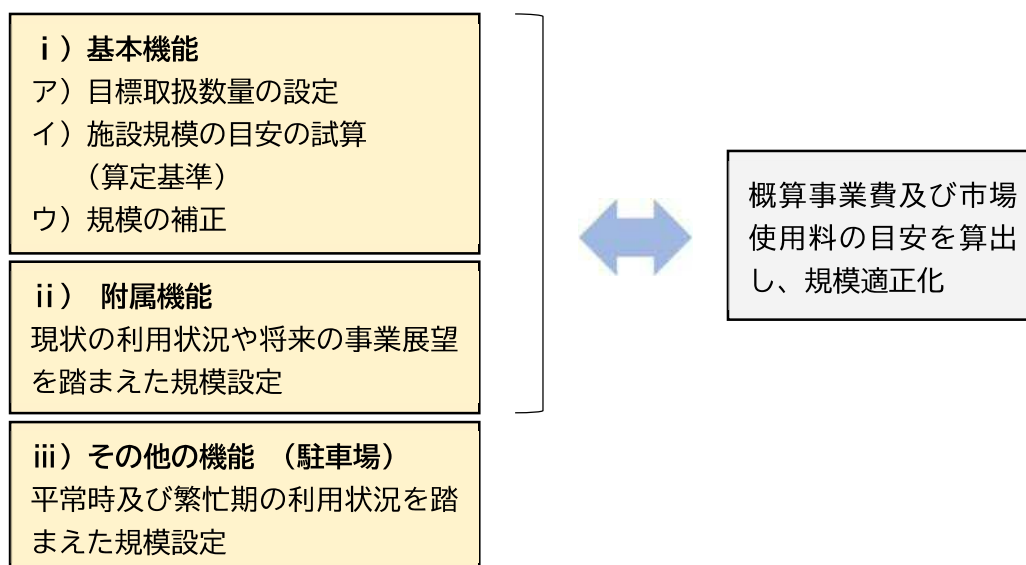 ⅰ）基本機能
ア）目標取扱数量の設定
イ）施設規模の目安の試算
（算定基準）
ウ）規模の補正
ⅱ） 附属機能
現状の利用状況や将来の事業展望
を踏まえた規模設定
ⅲ）その他の機能 （駐車場）
平常時及び繁忙期の利用状況を踏
まえた規模設定
概算事業費及び市場
使用料の目安を算出
し、規模適正化